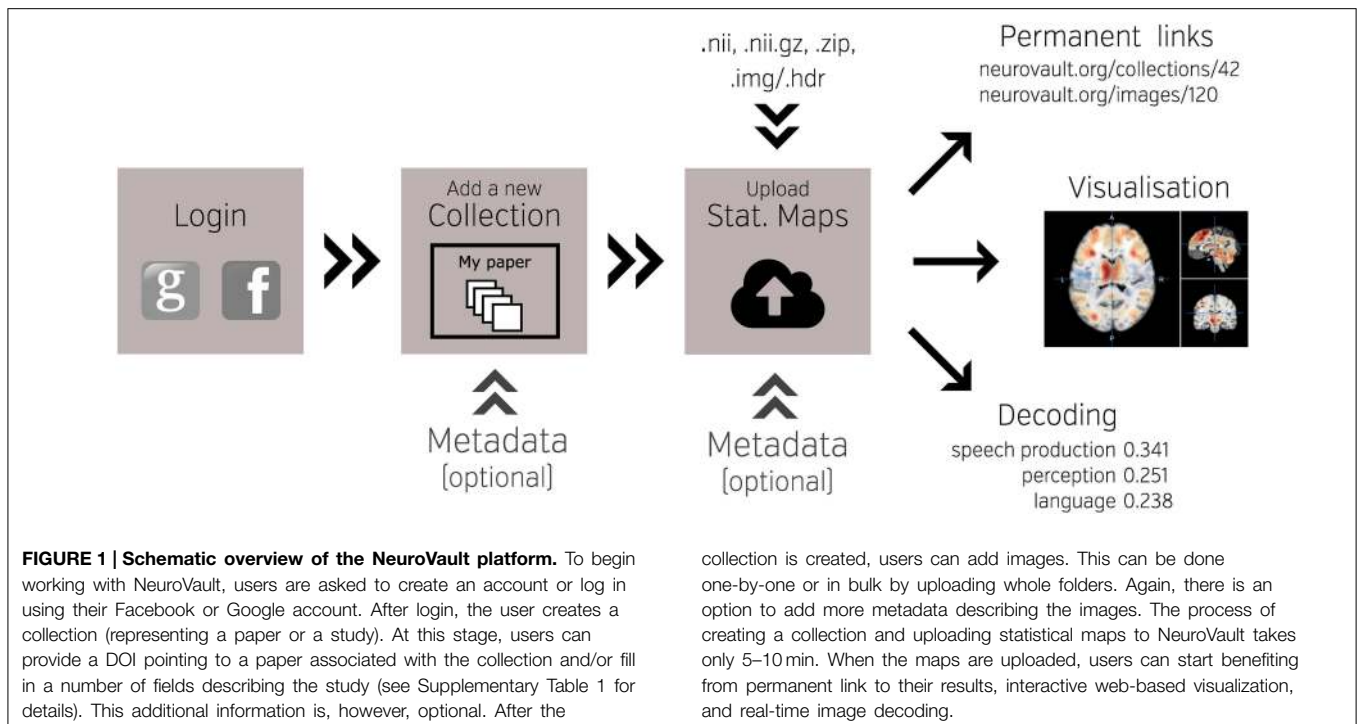 .nii, .nii.gz, .zip,
.img/.hdr
Permanent links
neurovault.org/collections/42
neurovault.org/images/120
Login
g f
Add a new
Collection
My paper
Upload
Stat. Maps
Visualisation
Metadata
(optional)
Metadata
(optional)
Decoding
speech production 0.341
perception 0.251
language 0.238
FIGURE 1 | Schematic overview of the NeuroVault platform. To begin
working with NeuroVault, users are asked to create an account or log in
using their Facebook or Google account. After login, the user creates a
collection (representing a paper or a study). At this stage, users can
provide a DOI pointing to a paper associated with the collection and/or fill
in a number of fields describing the study (see Supplementary Table 1 for
details). This additional information is, however, optional. After the
collection is created, users can add images. This can be done
one-by-one or in bulk by uploading whole folders. Again, there is an
option to add more metadata describing the images. The process of
creating a collection and uploading statistical maps to NeuroVault takes
only 5–10 min. When the maps are uploaded, users can start benefiting
from permanent link to their results, interactive web-based visualization,
and real-time image decoding.